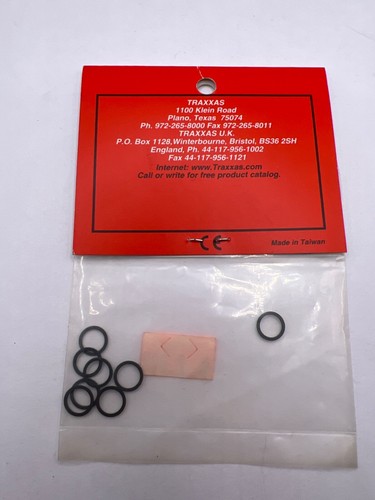 TRAXXAS
1100 Klein Road
Plano, Texas 75074
Ph. 972-265-8000 Fax 972-265-8011
TRAXXAS U.K.
P.O. Box 1128,Winterbourne, Bristol, BS36 2SH
England, Ph. 44-117-956-1002
Fax 44-117-956-1121
Internet: www.Traxxas.com
Call or write for free product catalog.
CE
Made in Taiwan